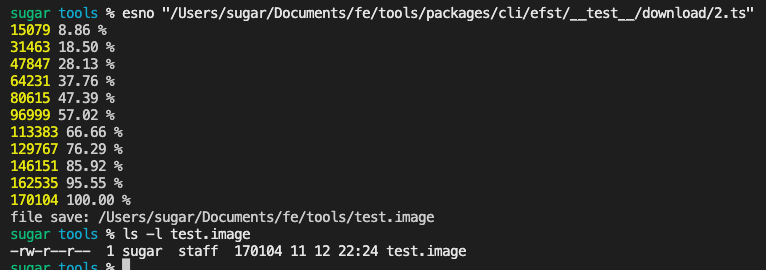 sugar tools % esno "/Users/sugar/Documents/fe/tools/packages/cli/efst/__test__/download/2.ts"
15079 8.86 %
31463 18.50 %
47847 28.13 %
64231 37.76 %
80615 47.39 %
96999 57.02 %
113383 66.66 %
129767 76.29 %
146151 85.92 %
162535 95.55 %
170104 100.00 %
file save: /Users/sugar/Documents/fe/tools/test.image
sugar tools % ls -l test.image
-rw-r--r--  1 sugar  staff  170104 11 12 22:24 test.image
sugar tools %